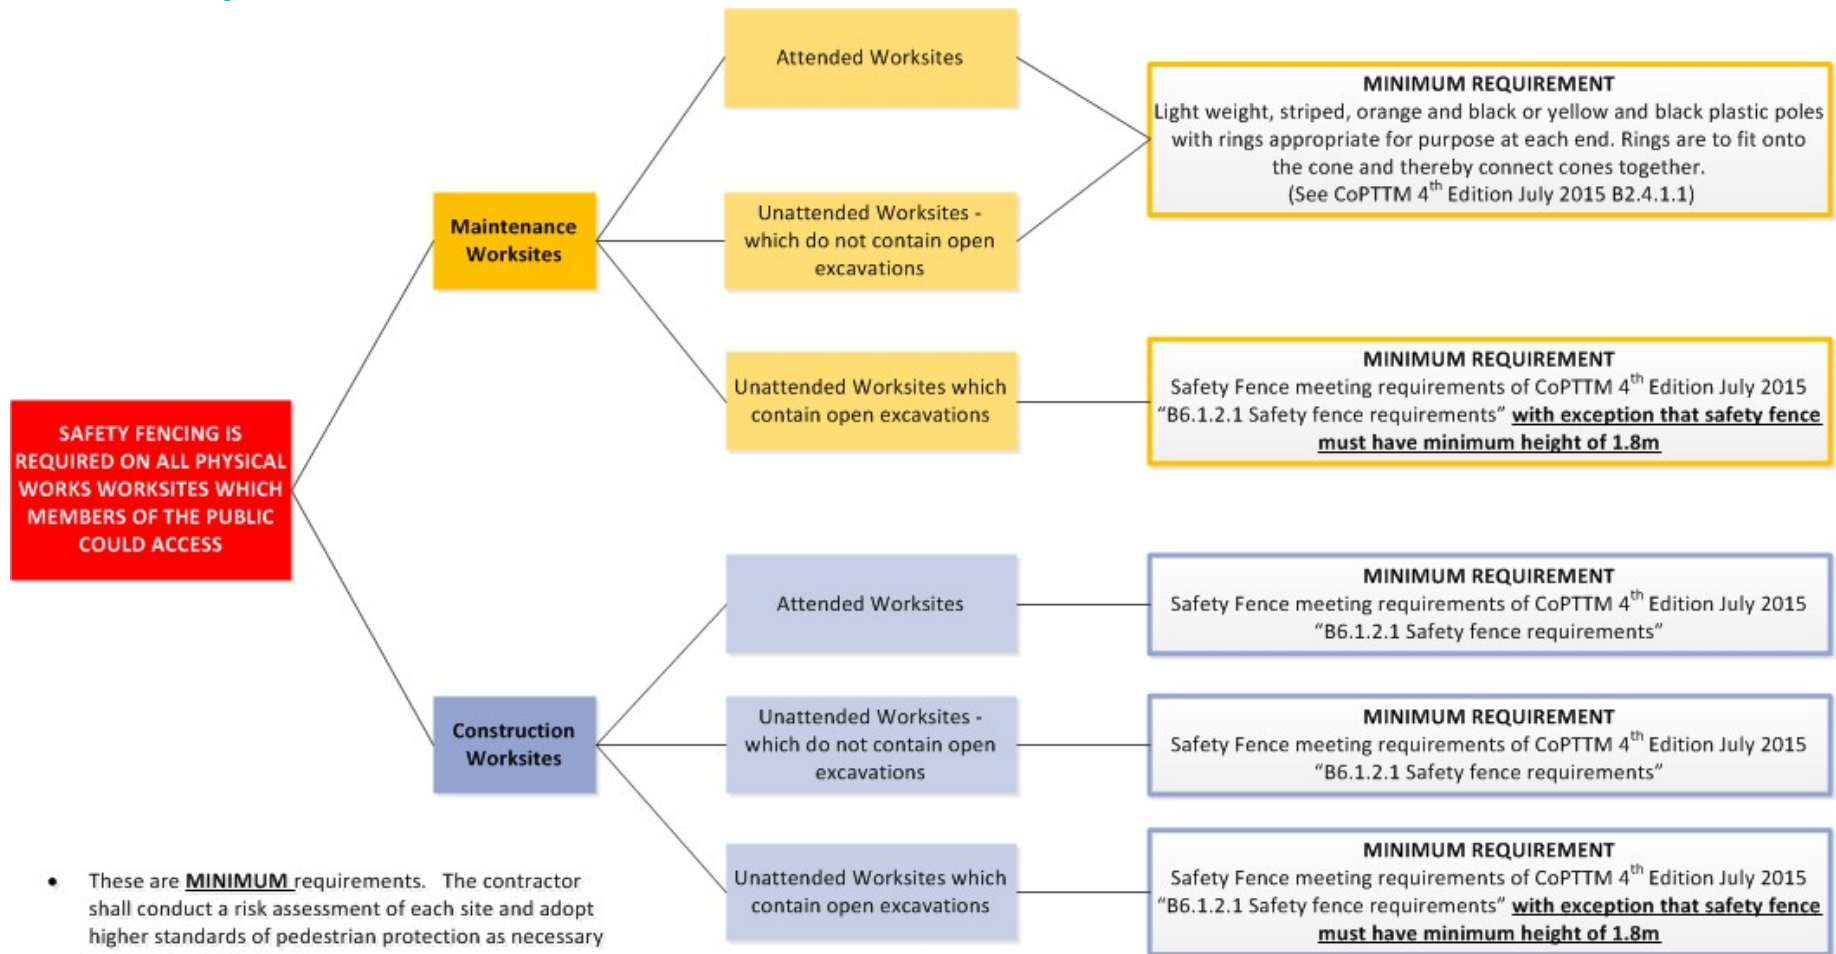 SAFETY FENCING IS
REQUIRED ON ALL PHYSICAL
WORKS WORKSITES WHICH
MEMBERS OF THE PUBLIC
COULD ACCESS
Maintenance
Worksites
Attended Worksites
Unattended Worksites -
which do not contain open
excavations
MINIMUM REQUIREMENT
Light weight, striped, orange and black or yellow and black plastic poles
with rings appropriate for purpose at each end. Rings are to fit onto
the cone and thereby connect cones together.
(See CoPTTM 4th Edition July 2015 B2.4.1.1)
Unattended Worksites which
contain open excavations
MINIMUM REQUIREMENT
Safety Fence meeting requirements of CoPTTM 4th Edition July 2015
“B6.1.2.1 Safety fence requirements” with exception that safety fence
must have minimum height of 1.8m
Construction
Worksites
Attended Worksites
MINIMUM REQUIREMENT
Safety Fence meeting requirements of CoPTTM 4th Edition July 2015
“B6.1.2.1 Safety fence requirements”
Unattended Worksites -
which do not contain open
excavations
MINIMUM REQUIREMENT
Safety Fence meeting requirements of CoPTTM 4th Edition July 2015
“B6.1.2.1 Safety fence requirements”
Unattended Worksites which
contain open excavations
MINIMUM REQUIREMENT
Safety Fence meeting requirements of CoPTTM 4th Edition July 2015
“B6.1.2.1 Safety fence requirements” with exception that safety fence
must have minimum height of 1.8m
• These are MINIMUM requirements. The contractor
shall conduct a risk assessment of each site and adopt
higher standards of pedestrian protection as necessary